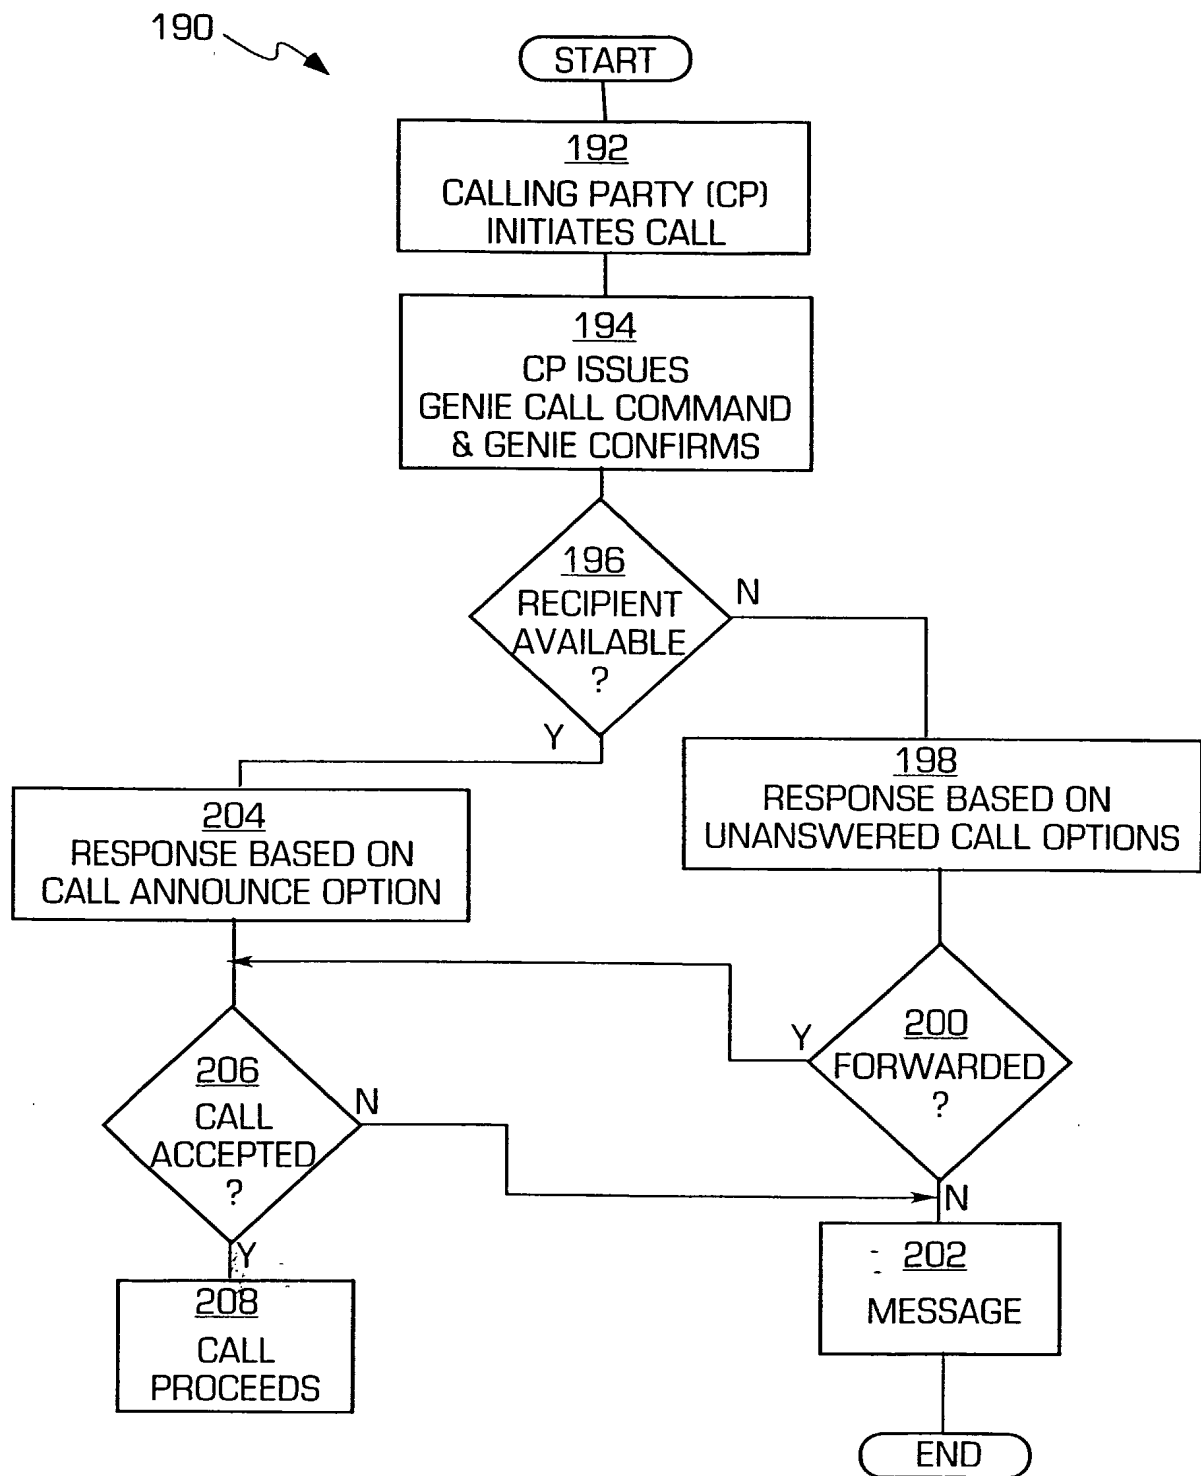 190
START
192
CALLING PARTY (CP)
INITIATES CALL
194
CP ISSUES
GENIE CALL COMMAND
& GENIE CONFIRMS
196
RECIPIENT
AVAILABLE
?
N
Y
198
RESPONSE BASED ON
UNANSWERED CALL OPTIONS
204
RESPONSE BASED ON
CALL ANNOUNCE OPTION
200
FORWARDED
?
Y
N
206
CALL
ACCEPTED
?
N
Y
202
MESSAGE
208
CALL
PROCEEDS
END